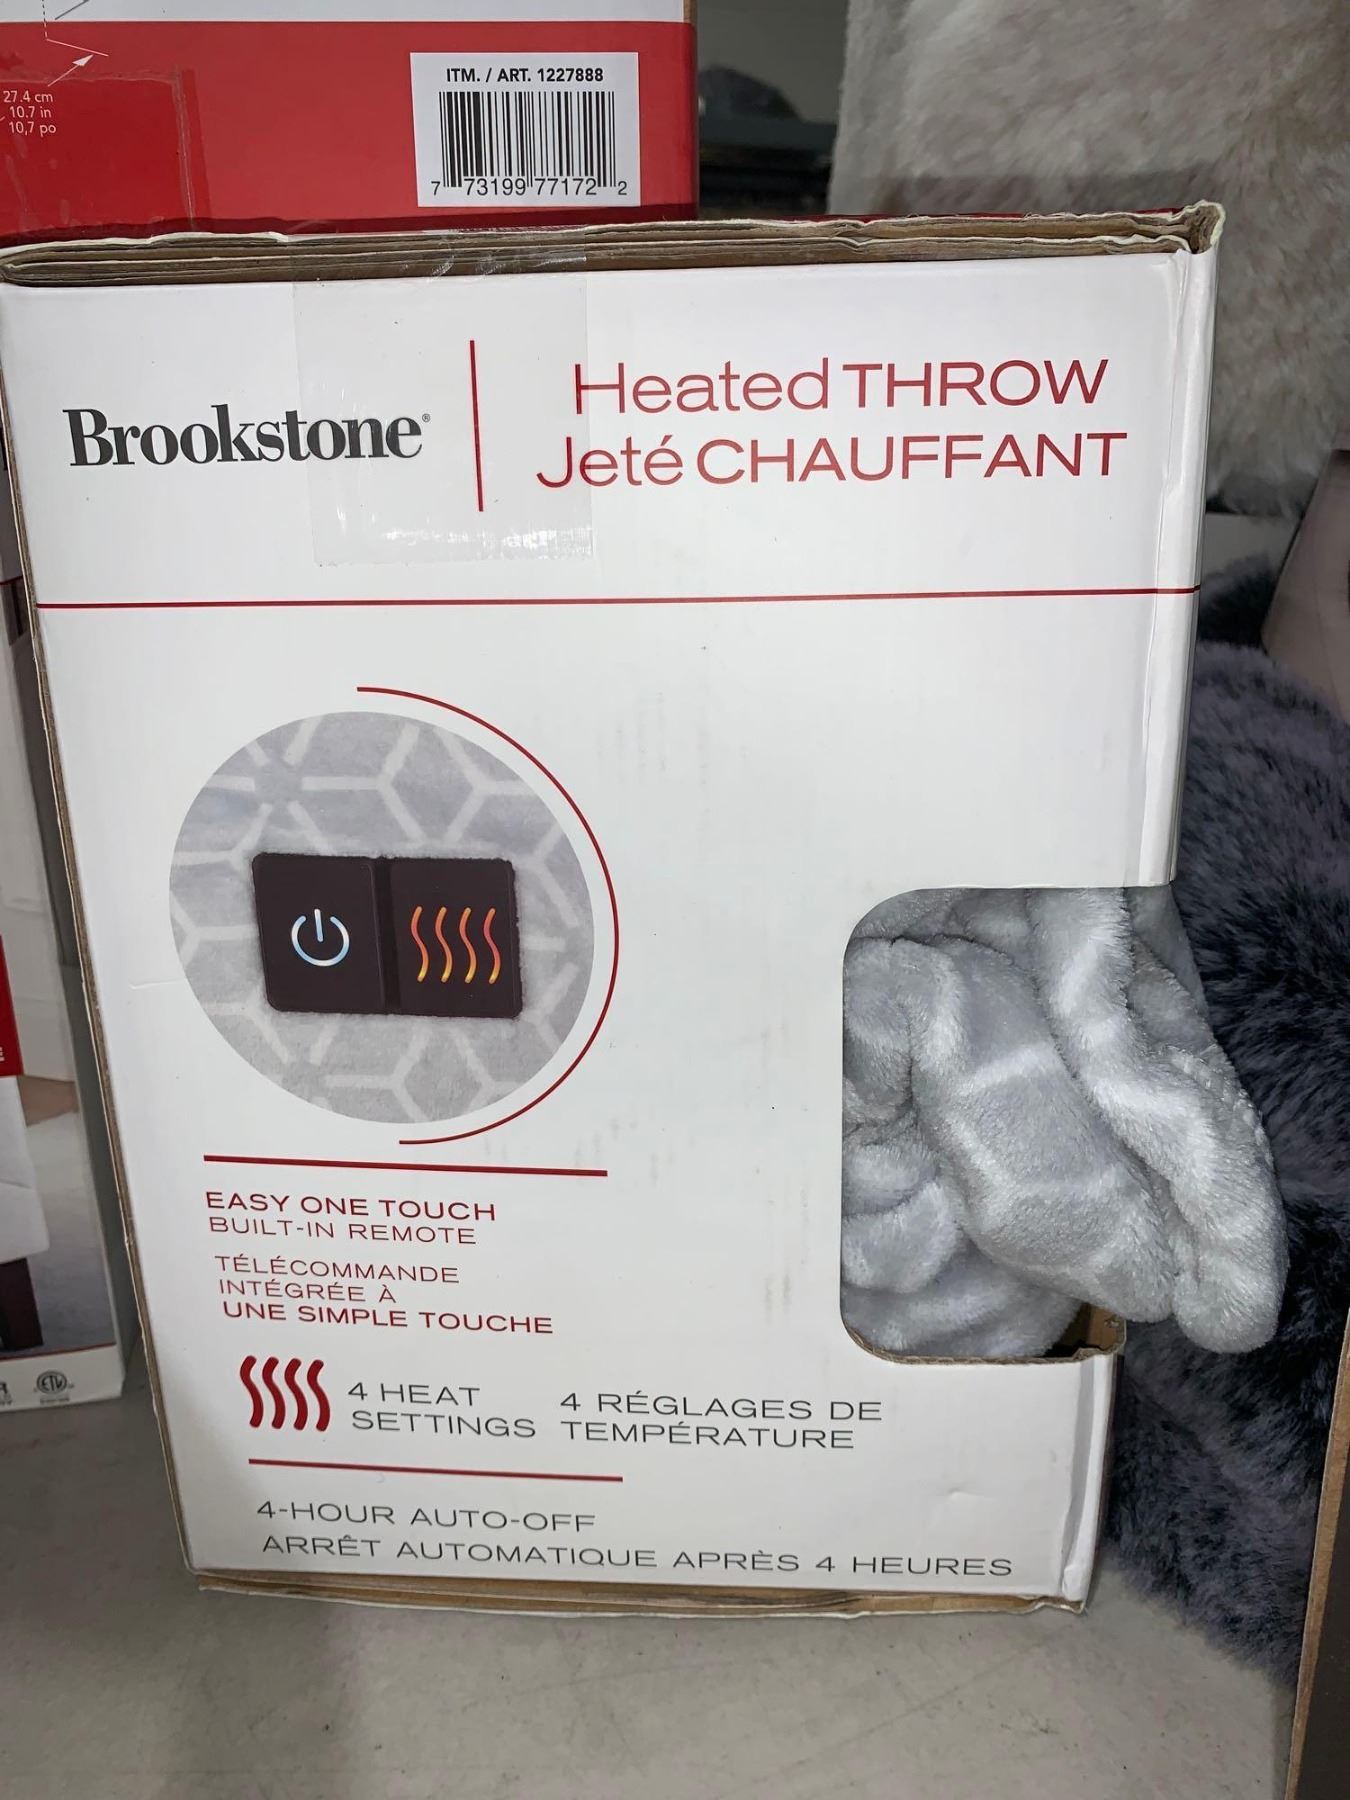 27.4 cm
10.7 in
10,7 po
ITM. / ART. 1227888
7 73199 77172 2
Brookstone®
Heated THROW
Jeté CHAUFFANT
EASY ONE TOUCH
BUILT-IN REMOTE
TÉLÉCOMMANDE
INTÉGRÉE À
UNE SIMPLE TOUCHE
4 HEAT
SETTINGS
4 RÉGLAGES DE
TEMPÉRATURE
4-HOUR AUTO-OFF
ARRÊT AUTOMATIQUE APRÈS 4 HEURES